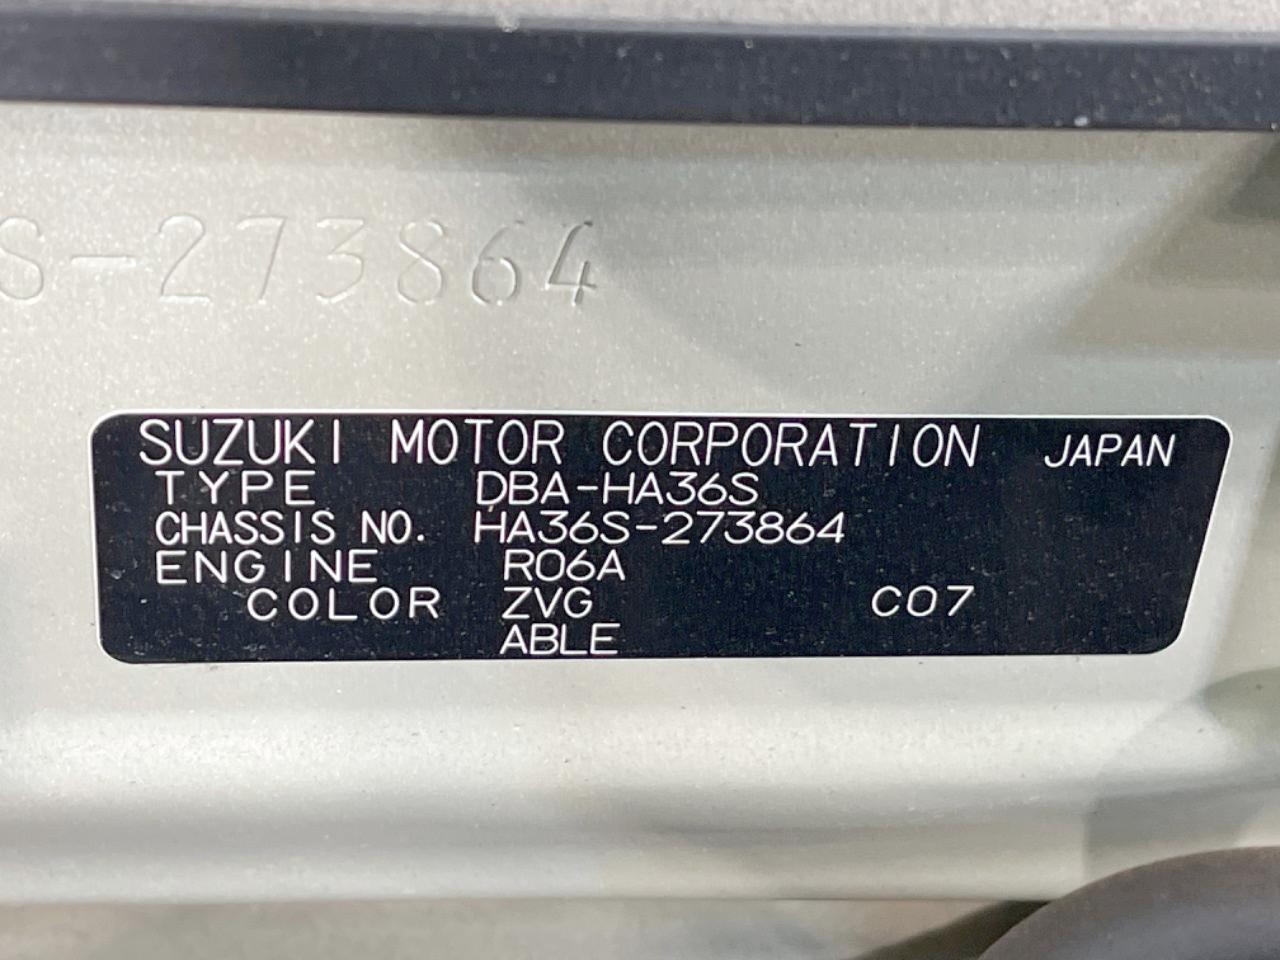 S-273864
SUZUKI MOTOR CORPORATION JAPAN
TYPE DBA-HA36S
CHASSIS NO. HA36S-273864
ENGINE R06A
COLOR ZVG C07
ABLE